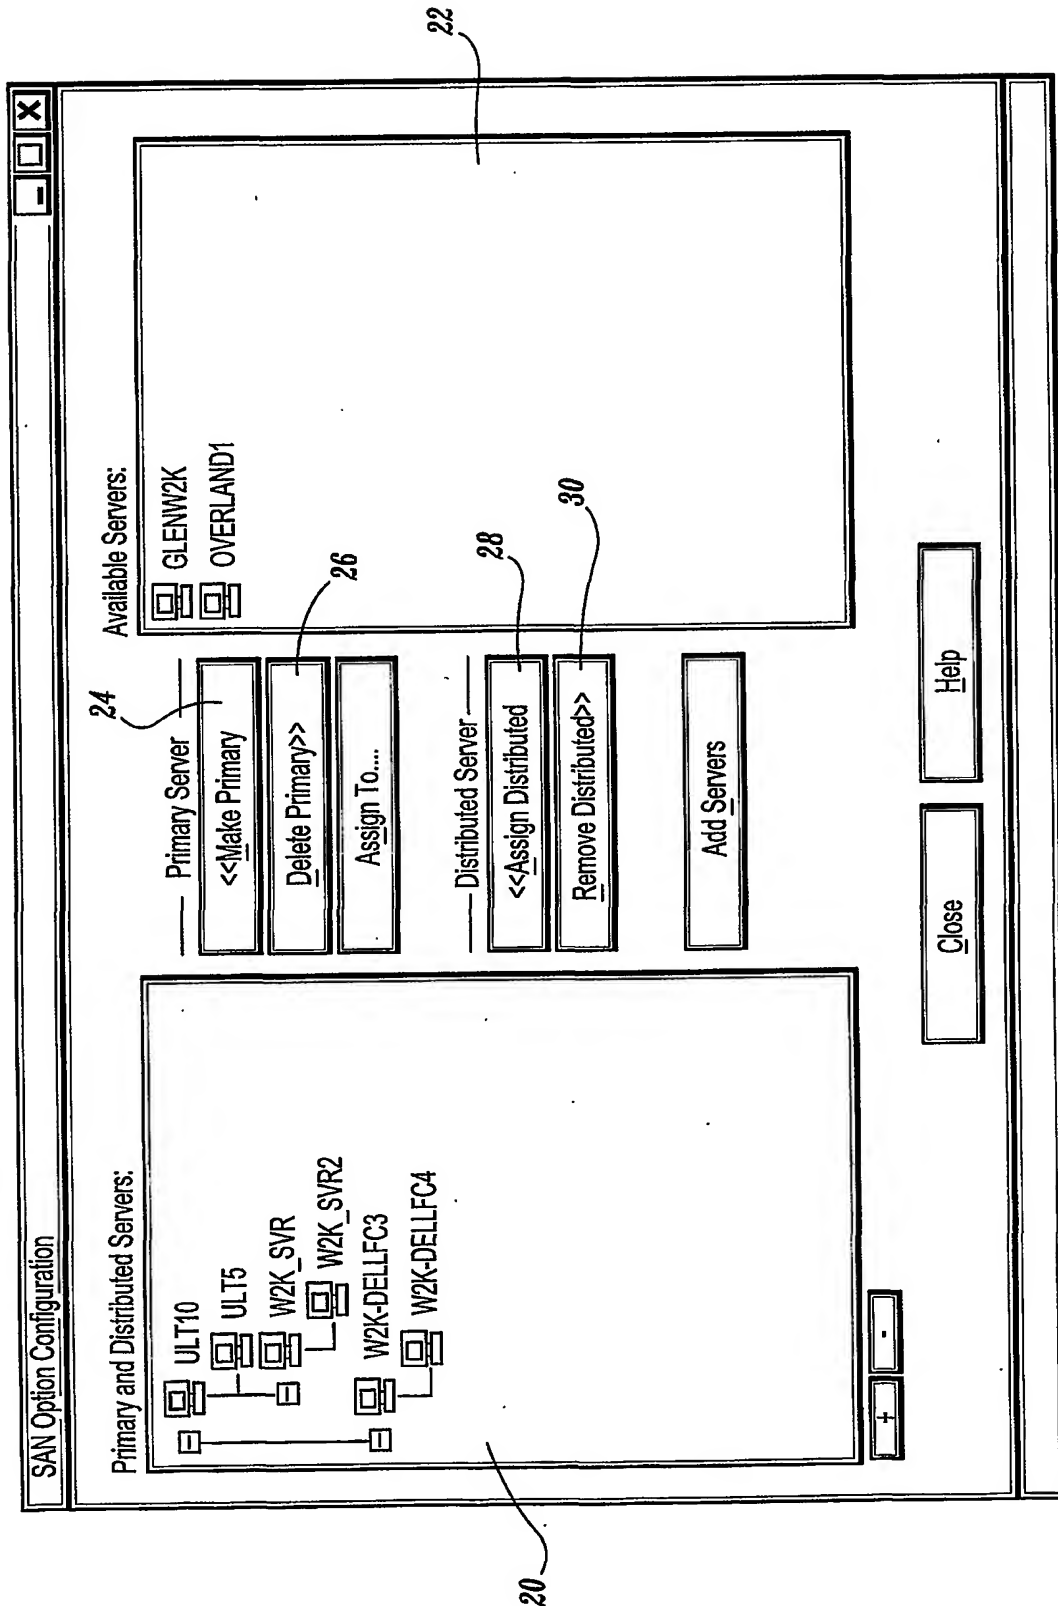 SAN Option Configuration
Primary and Distributed Servers:
ULT10
ULT5
W2K_SVR
W2K_SVR2
W2K-DELLFC3
W2K-DELLFC4
+
-
20
Primary Server
24
<<Make Primary
Delete Primary>>
26
Assign To....
Distributed Server
<<Assign Distributed
28
Remove Distributed>>
30
Add Servers
Available Servers:
GLENW2K
OVERLAND1
22
Close
Help